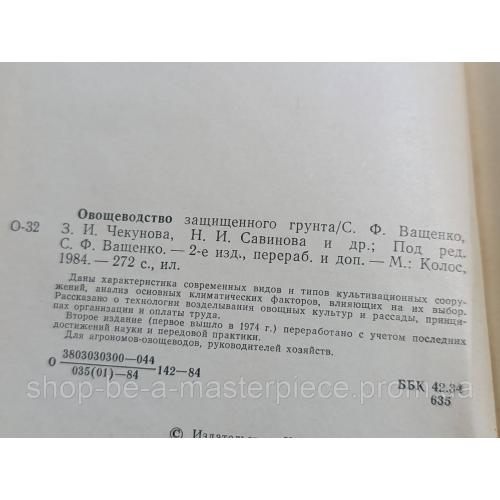 Овощеводство защищенного грунта/С. Ф. Ващенко,
О-32 З. И. Чекунова, Н. И. Савинова и др.; Под ред.
С. Ф. Ващенко. — 2-е изд., перераб. и доп. — М.: Колос,
1984. — 272 с., ил.
Даны характеристика современных видов и типов культивационных соору-
жений, анализ основных климатических факторов, влияющих на их выбор.
Рассказано о технологии возделывания овощных культур и рассады, принци-
пах организации и оплаты труда.
Второе издание (первое вышло в 1974 г.) переработано с учетом последних
достижений науки и передовой практики.
Для агрономов-овощеводов, руководителей хозяйств.
О 3803030300—044
035(01)—84 142—84
ББК 42.34
635
shop-be-a-masterpiece.prom.ua
© Издательство